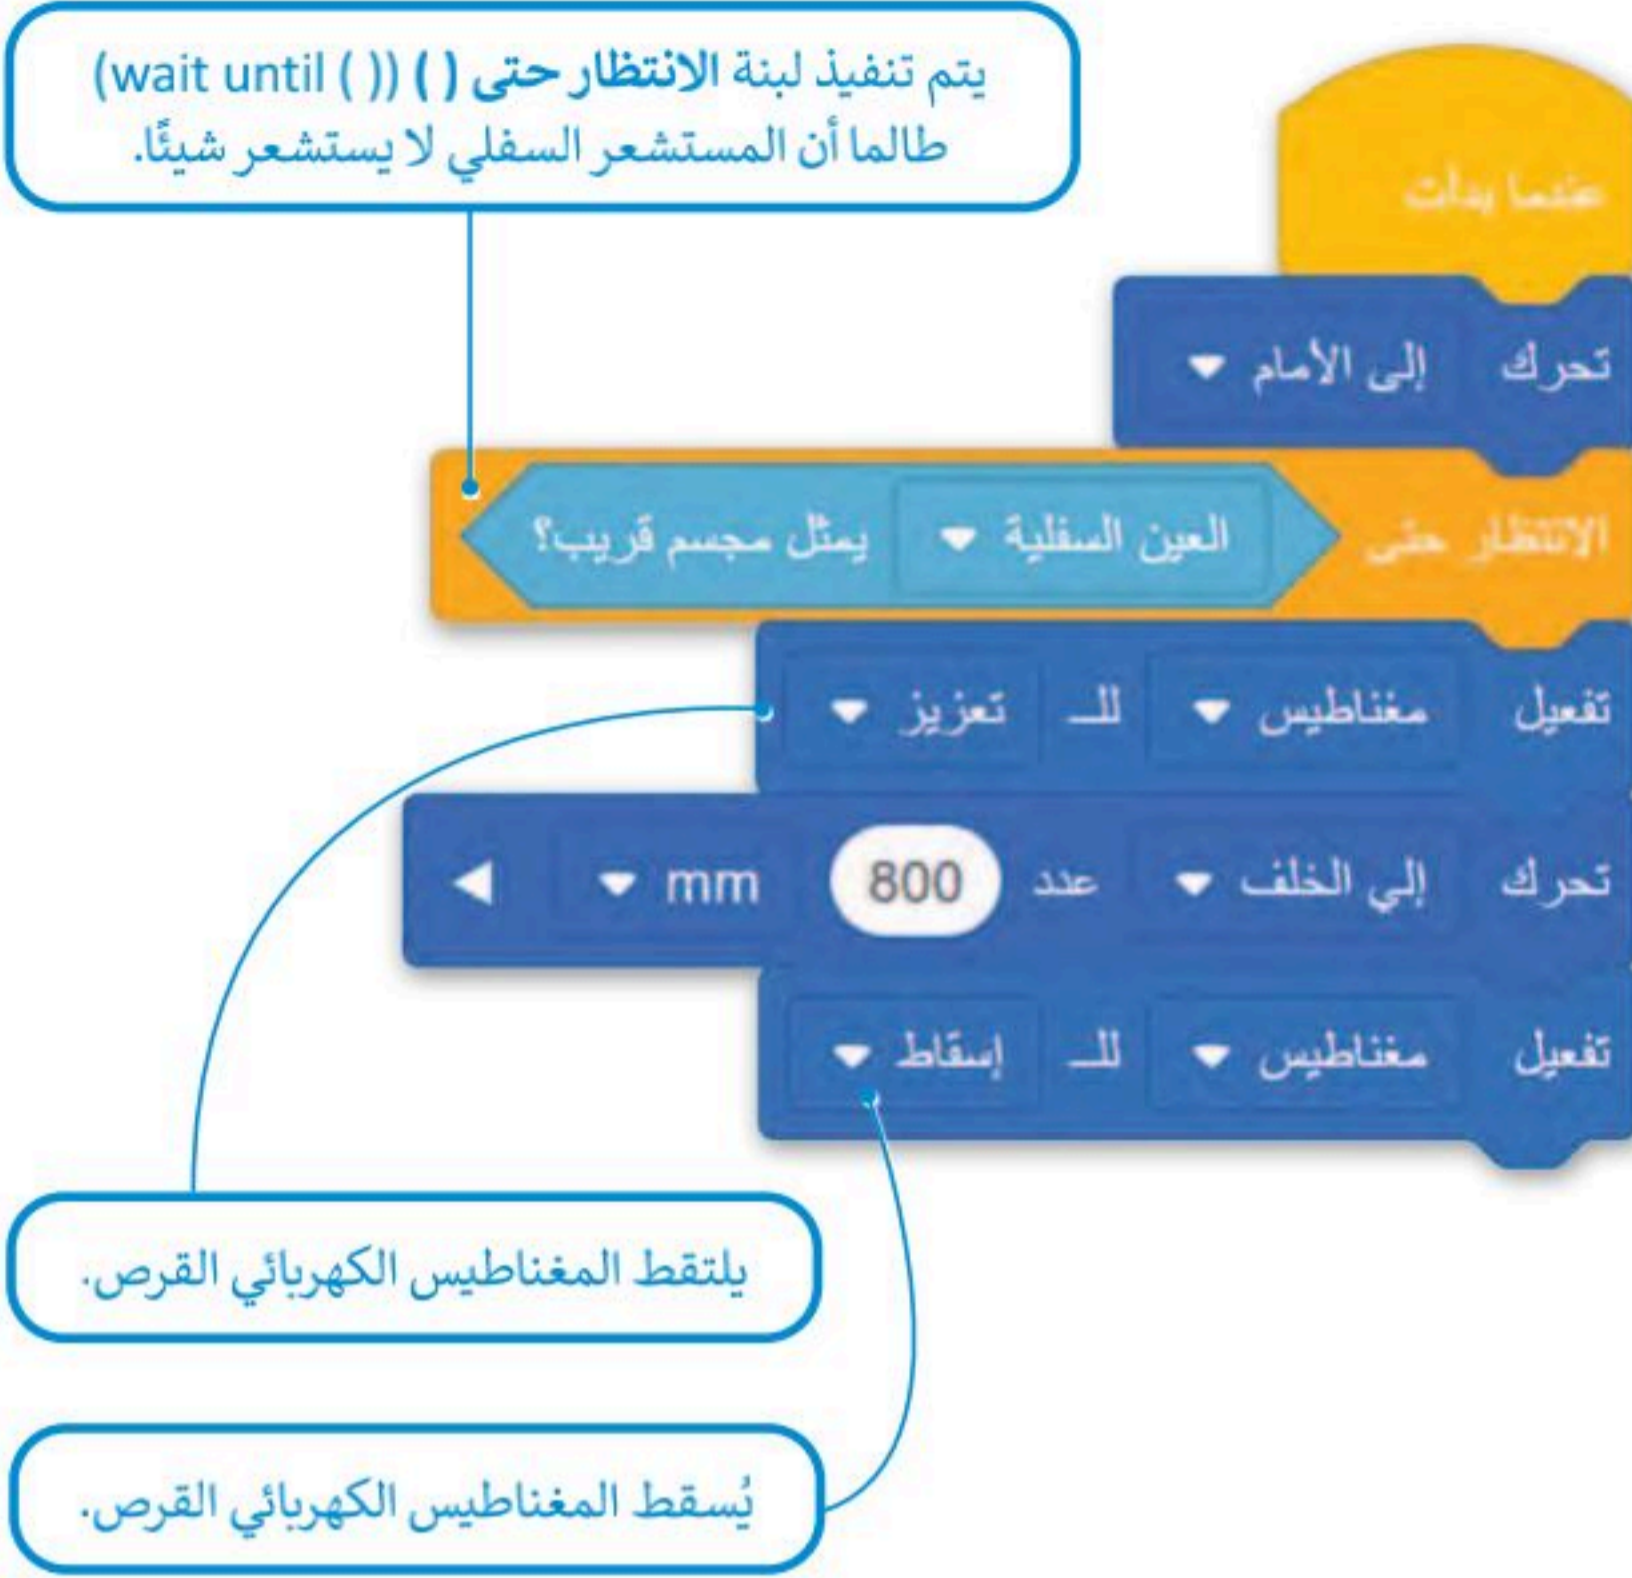 يتم تنفيذ لبنة الانتظار حتى ( ) (wait until ( ))
طالما أن المستشعر السفلي لا يستشعر شيئًا.
عندما بدأت
تحرك إلى الأمام
الانتظار حتى العين السفلية يمثل مجسم قريب؟
تفعيل مغناطيس للـ تعزيز
تحرك إلي الخلف عدد 800 mm
تفعيل مغناطيس للـ إسقاط
يلتقط المغناطيس الكهربائي القرص.
يُسقط المغناطيس الكهربائي القرص.